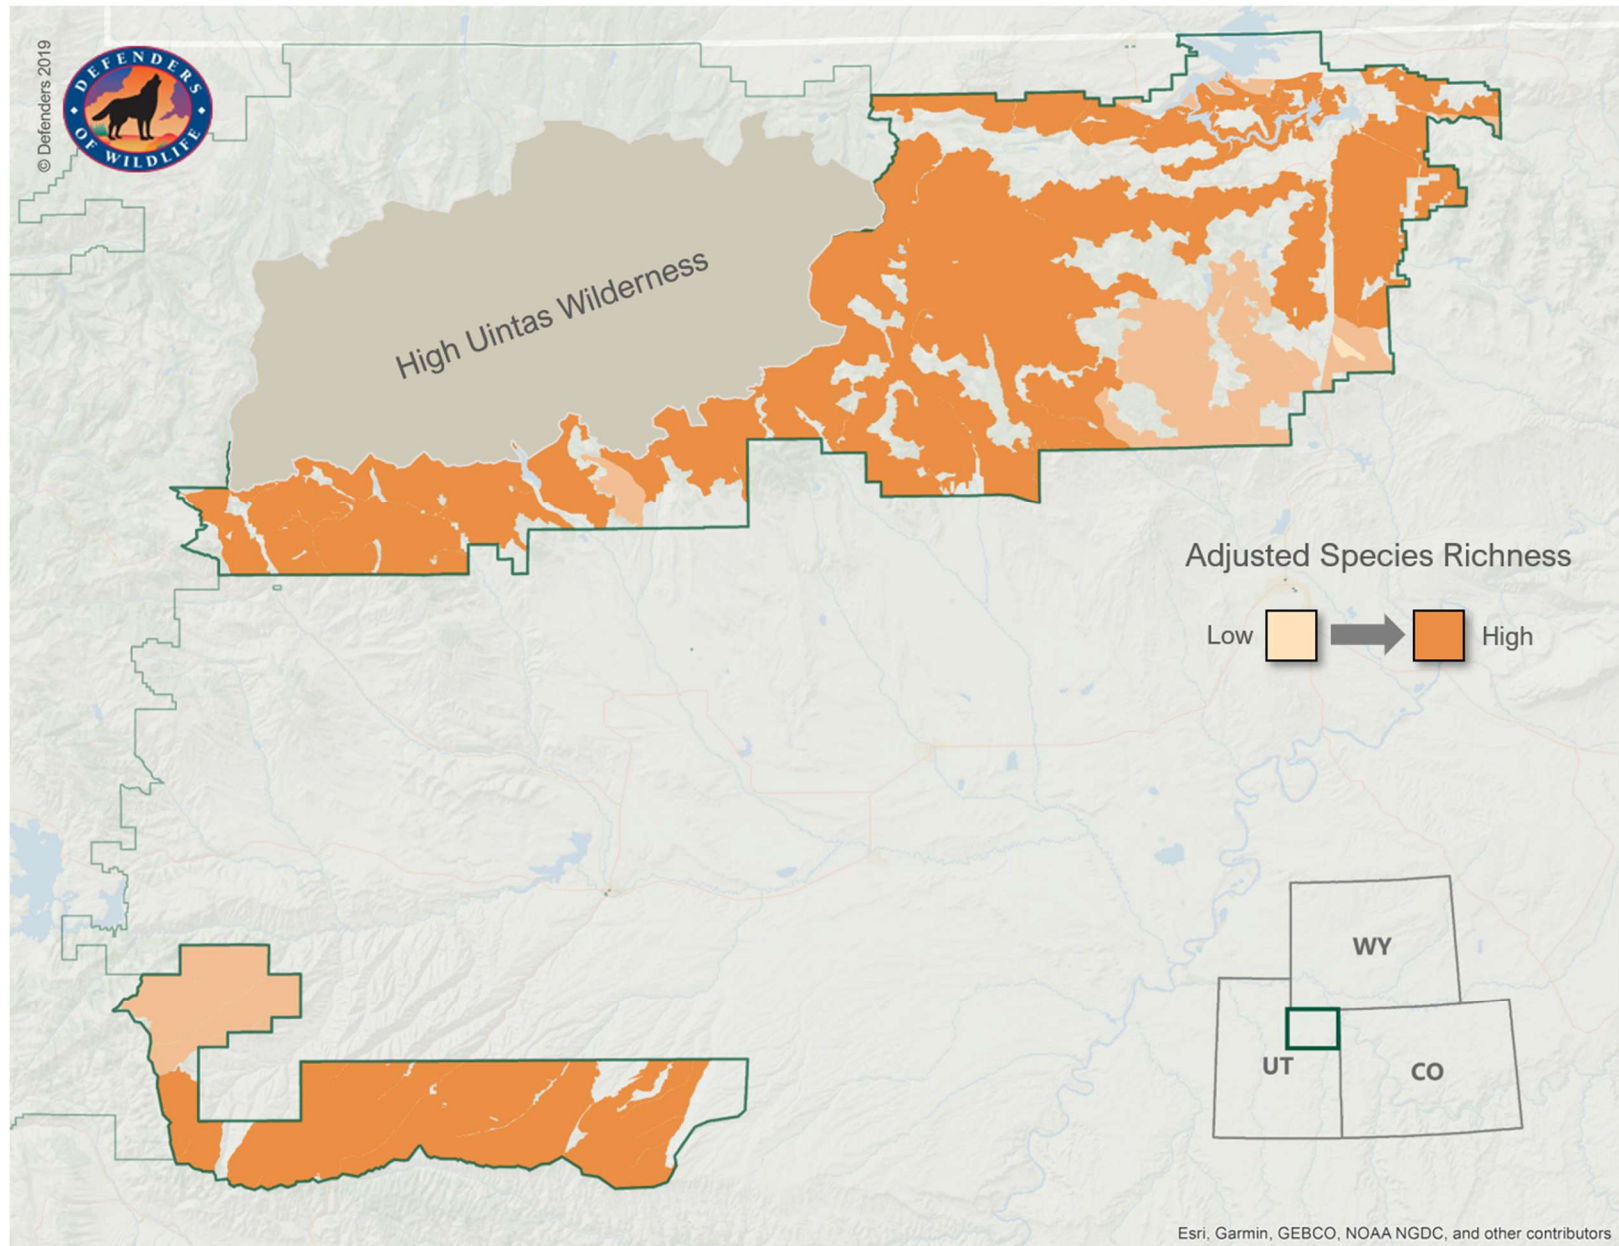 © Defenders 2019
DEFENDERS
OF WILDLIFE
High Uintas Wilderness
Adjusted Species Richness
Low
High
WY
UT
CO
Esri, Garmin, GEBCO, NOAA NGDC, and other contributors